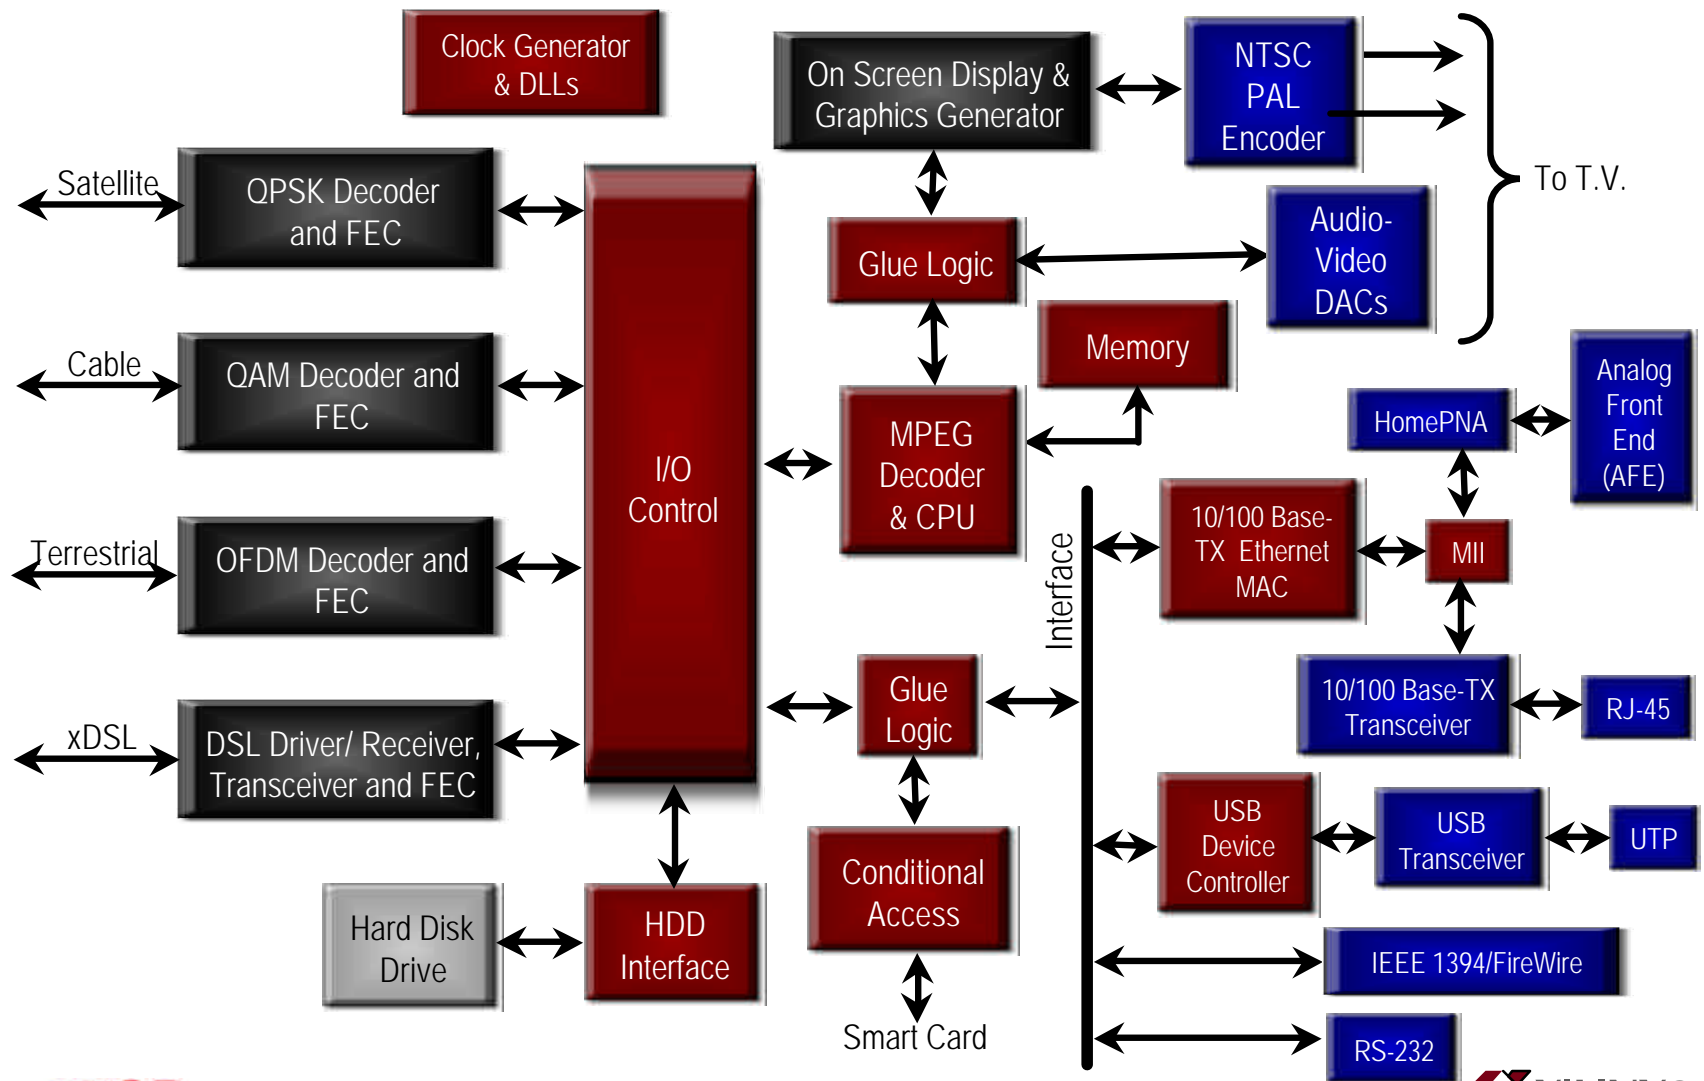 Clock Generator
& DLLs
On Screen Display &
Graphics Generator
NTSC
PAL
Encoder
To T.V.
Satellite
QPSK Decoder
and FEC
Glue Logic
Audio-
Video
DACs
Cable
QAM Decoder and
FEC
I/O
Control
Memory
MPEG
Decoder
& CPU
HomePNA
Analog
Front
End
(AFE)
Terrestrial
OFDM Decoder and
FEC
Interface
10/100 Base-
TX Ethernet
MAC
MII
xDSL
DSL Driver/ Receiver,
Transceiver and FEC
Glue
Logic
10/100 Base-TX
Transceiver
RJ-45
USB
Device
Controller
USB
Transceiver
UTP
Hard Disk
Drive
HDD
Interface
Conditional
Access
IEEE 1394/FireWire
Smart Card
RS-232